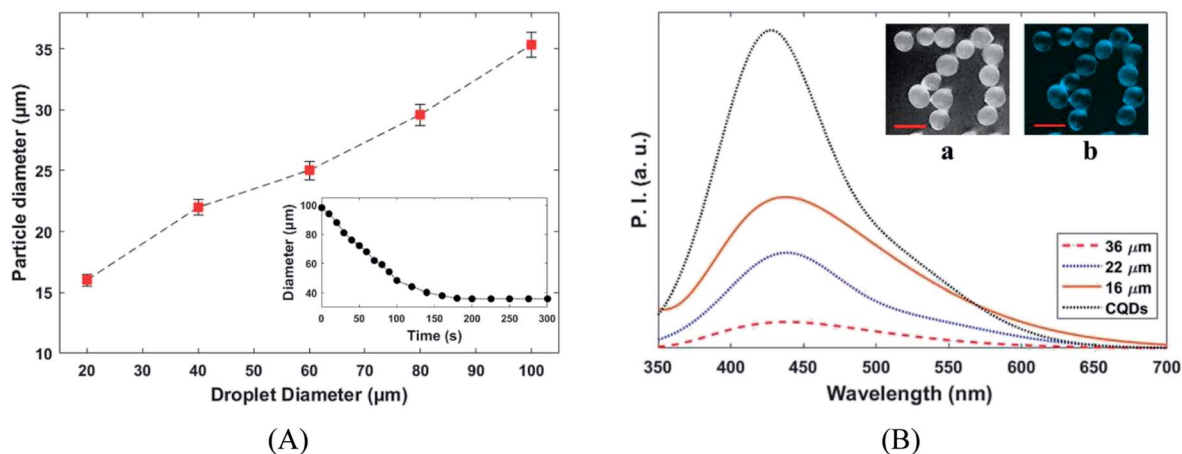 35
30
25
20
15
10
Particle diameter (µm)
20 30 40 50 60 70 80 90 100
Droplet Diameter (µm)
100
80
60
40
Diameter (µm)
0 50 100 150 200 250 300
Time (s)
(A)
P. I. (a. u.)
a b
36 µm
22 µm
16 µm
CQDs
350 400 450 500 550 600 650 700
Wavelength (nm)
(B)